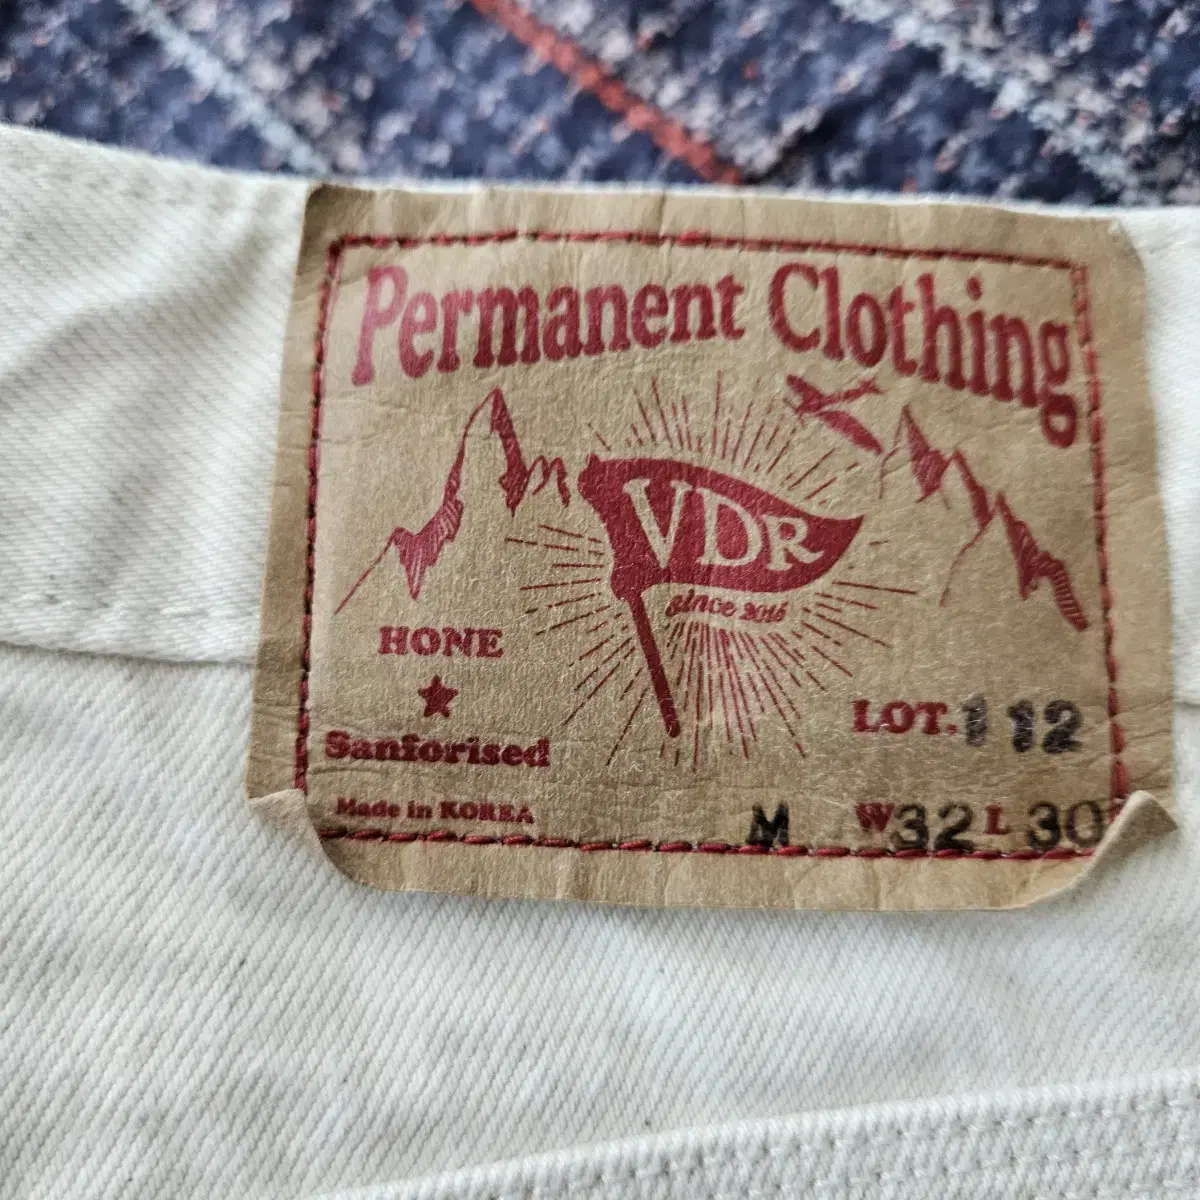 Permanent Clothing
VDR
since 2016
HONE
Sanforised
LOT. 112
Made in KOREA
M W32 L 30